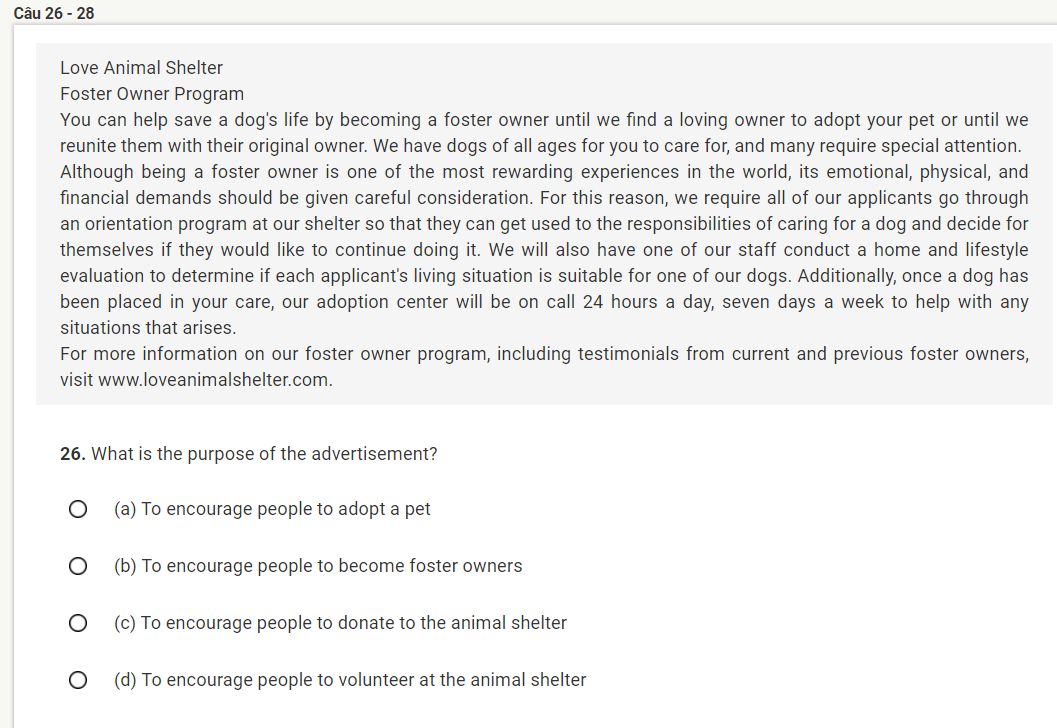 Câu 26 - 28
Love Animal Shelter
Foster Owner Program
You can help save a dog's life by becoming a foster owner until we find a loving owner to adopt your pet or until we
reunite them with their original owner. We have dogs of all ages for you to care for, and many require special attention.
Although being a foster owner is one of the most rewarding experiences in the world, its emotional, physical, and
financial demands should be given careful consideration. For this reason, we require all of our applicants go through
an orientation program at our shelter so that they can get used to the responsibilities of caring for a dog and decide for
themselves if they would like to continue doing it. We will also have one of our staff conduct a home and lifestyle
evaluation to determine if each applicant's living situation is suitable for one of our dogs. Additionally, once a dog has
been placed in your care, our adoption center will be on call 24 hours a day, seven days a week to help with any
situations that arises.
For more information on our foster owner program, including testimonials from current and previous foster owners,
visit www.loveanimalshelter.com.
26. What is the purpose of the advertisement?
(a) To encourage people to adopt a pet
(b) To encourage people to become foster owners
(c) To encourage people to donate to the animal shelter
(d) To encourage people to volunteer at the animal shelter